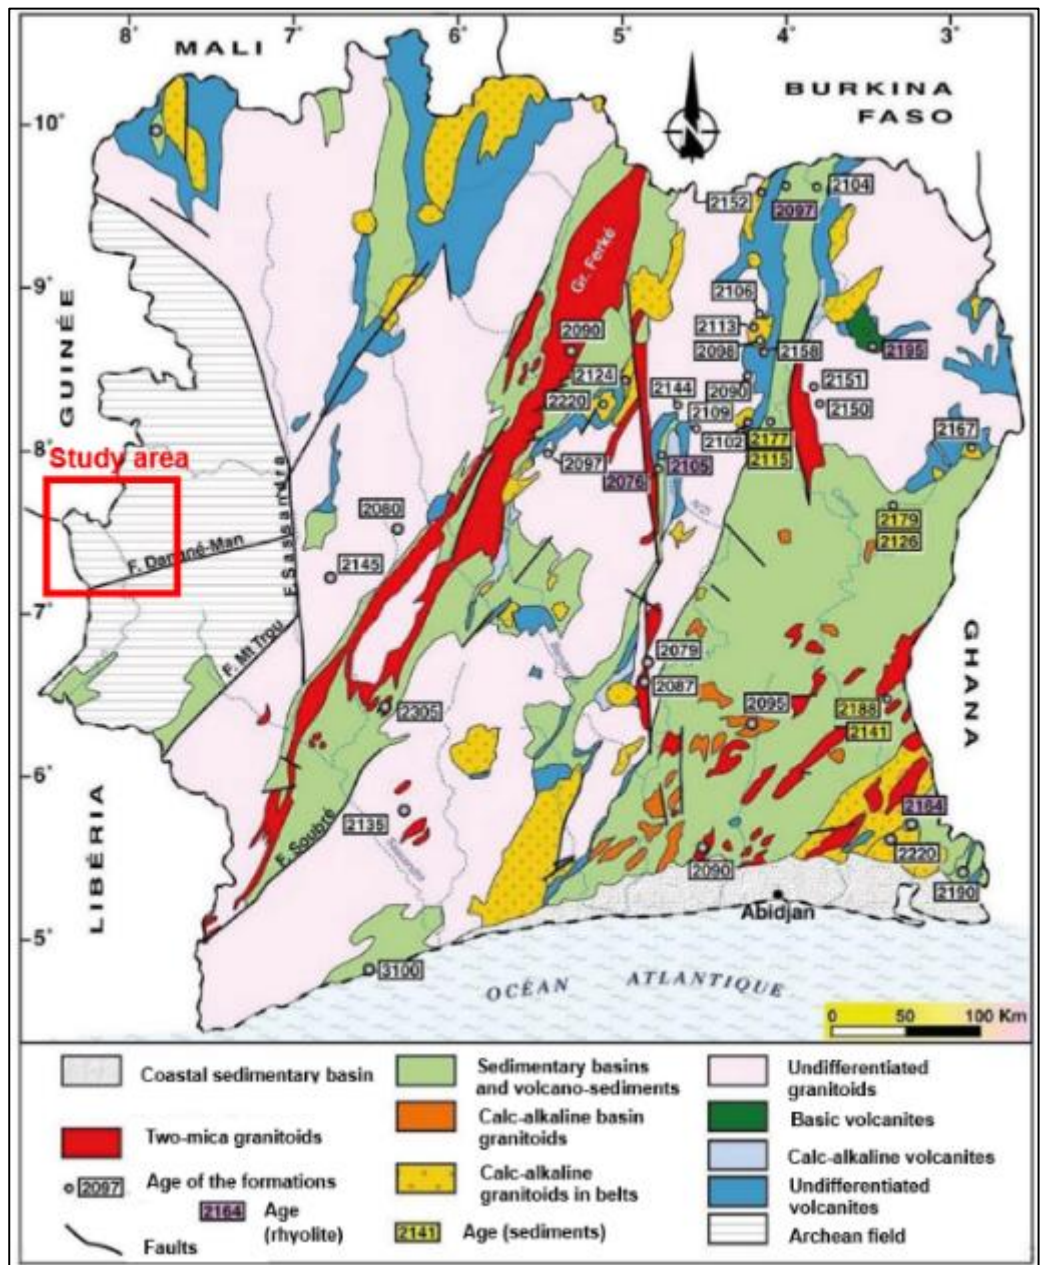 8° 7° 6° 5° 4° 3°
MALI
BURKINA
FASO
10°
2152
2097
2104
Gr. Ferké
9°
GUINÉE
2106
2113
2195
2090
2098
2158
2124
2144
2090
2151
2220
2109
2150
2167
8°
2102
2177
2115
Study area
2097
2076
2105
F. Sassandra
2080
2179
2126
F. Danané-Man
2145
7°
GHANA
F. Mt Trou
2079
2087
2305
2095
2188
2141
6°
LIBÉRIA
2135
2164
F. Soubré
Sassandra
2220
2090
2190
Abidjan
5°
3100
OCÉAN ATLANTIQUE
0 50 100 Km
Coastal sedimentary basin
Sedimentary basins
and volcano-sediments
Undifferentiated
granitoids
Two-mica granitoids
Calc-alkaline basin
granitoids
Basic volcanites
2097 Age of the formations
Calc-alkaline
granitoids in belts
Calc-alkaline volcanites
2164 Age
(rhyolite)
Undifferentiated
volcanites
Faults
2141 Age (sediments)
Archean field